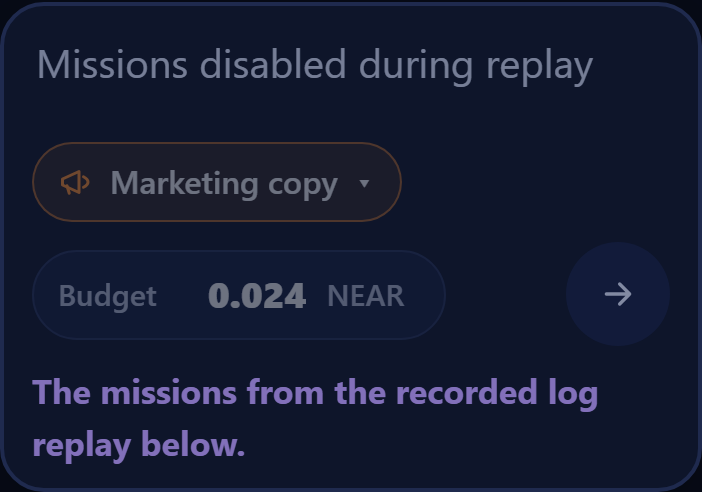 Missions disabled during replay
Marketing copy
Budget 0.024 NEAR
The missions from the recorded log
replay below.